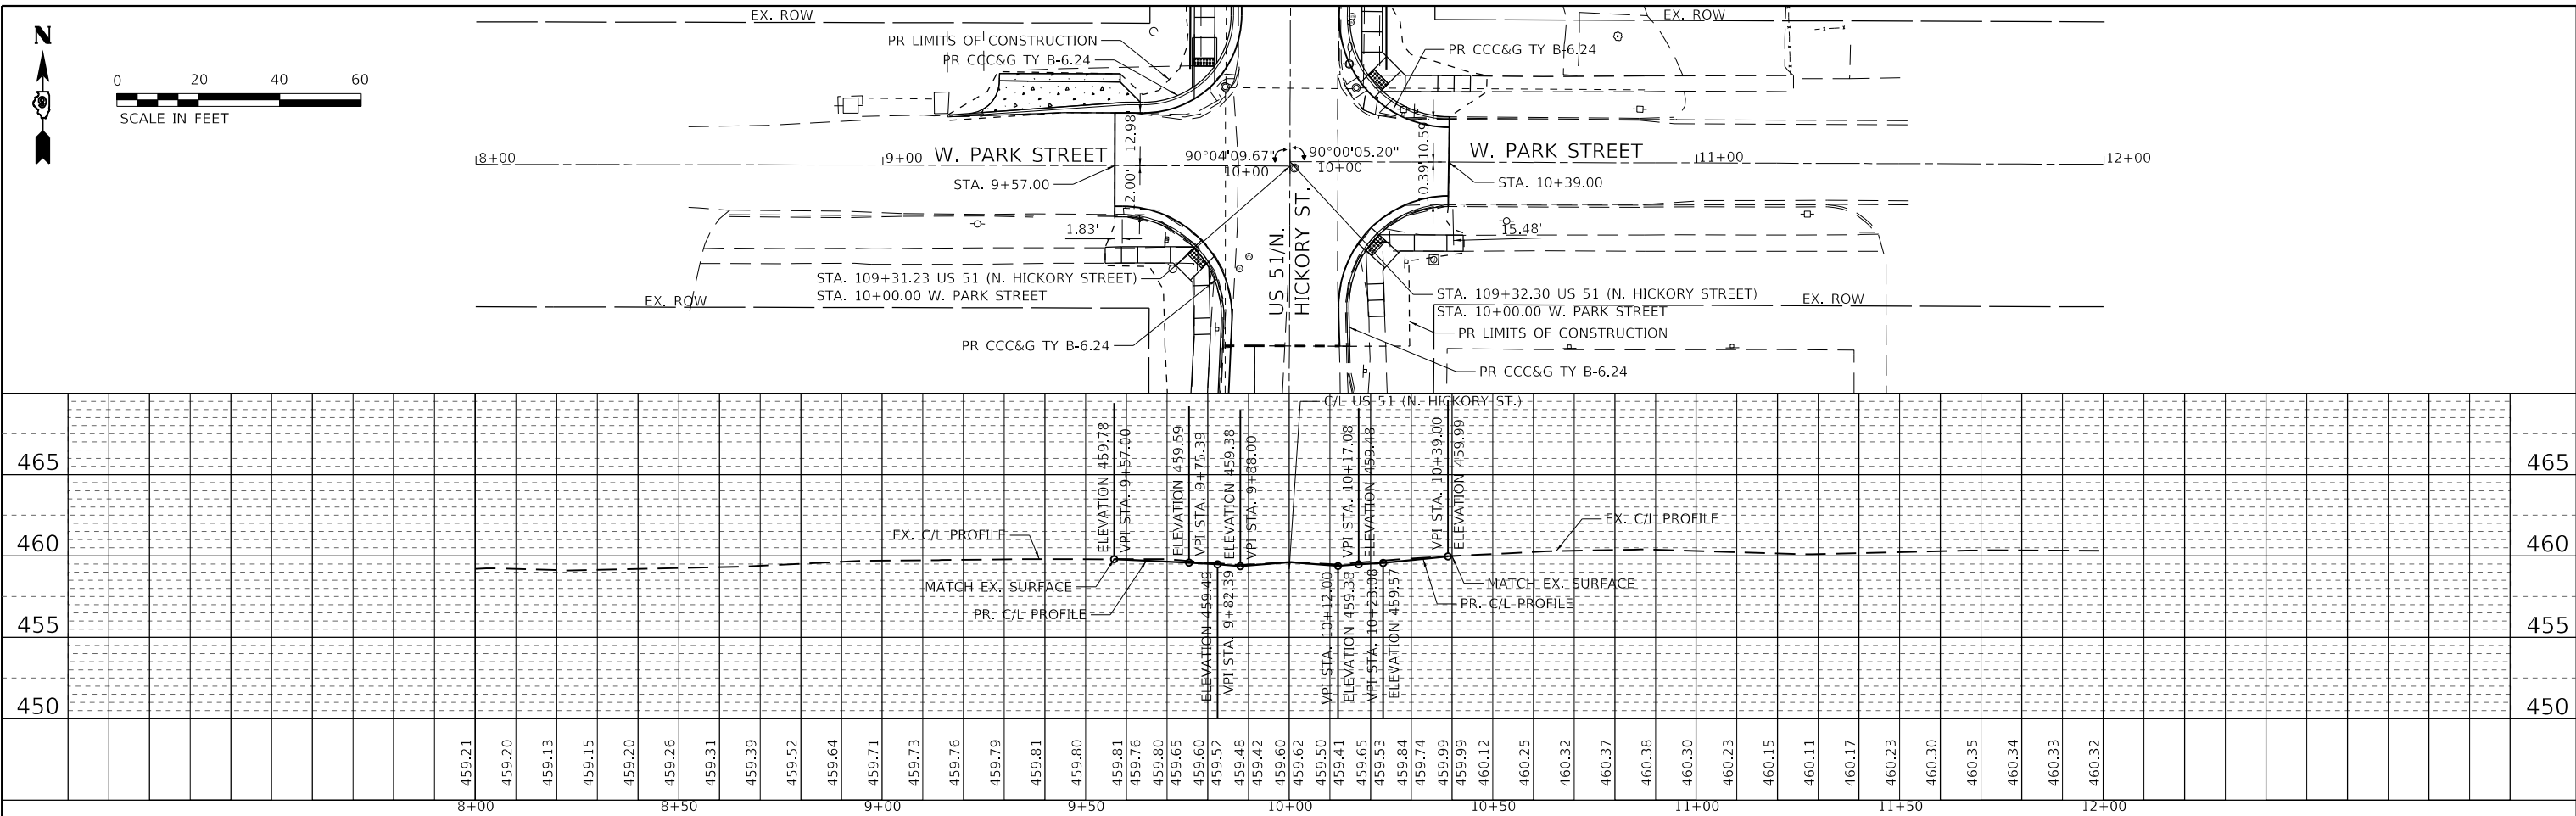 EX. ROW
EX. ROW
N
PR LIMITS OF CONSTRUCTION
PR CCC&G TY B-6.24
PR CCC&G TY B-6.24
0 20 40 60
SCALE IN FEET
12.98'
10.59'
8+00
9+00
W. PARK STREET
90°04'09.67"
90°00'05.20"
10+00
10+00
W. PARK STREET
11+00
12+00
STA. 9+57.00
12.00'
10.39'
STA. 10+39.00
1.83'
15.48'
US 51/N.
HICKORY ST.
STA. 109+31.23 US 51 (N. HICKORY STREET)
STA. 10+00.00 W. PARK STREET
EX. ROW
STA. 109+32.30 US 51 (N. HICKORY STREET)
STA. 10+00.00 W. PARK STREET
EX. ROW
PR LIMITS OF CONSTRUCTION
PR CCC&G TY B-6.24
PR CCC&G TY B-6.24
C/L US 51 (N. HICKORY ST.)
ELEVATION 459.78
VPI STA. 9+57.00
ELEVATION 459.59
VPI STA. 9+75.39
ELEVATION 459.38
VPI STA. 9+88.00
VPI STA. 10+17.08
ELEVATION 459.48
VPI STA. 10+39.00
ELEVATION 459.99
465
465
EX. C/L PROFILE
EX. C/L PROFILE
460
460
MATCH EX. SURFACE
MATCH EX. SURFACE
PR. C/L PROFILE
PR. C/L PROFILE
ELEVATION 459.49
VPI STA. 9+82.39
VPI STA. 10+12.00
ELEVATION 459.38
VPI STA. 10+23.08
ELEVATION 459.57
455
455
450
450
459.21
459.20
459.13
459.15
459.20
459.26
459.31
459.39
459.52
459.64
459.71
459.73
459.76
459.79
459.81
459.80
459.81
459.76
459.80
459.65
459.60
459.52
459.48
459.42
459.60
459.62
459.50
459.41
459.65
459.53
459.84
459.74
459.99
459.99
460.12
460.25
460.32
460.37
460.38
460.30
460.23
460.15
460.11
460.17
460.23
460.30
460.35
460.34
460.33
460.32
8+00 8+50 9+00 9+50 10+00 10+50 11+00 11+50 12+00